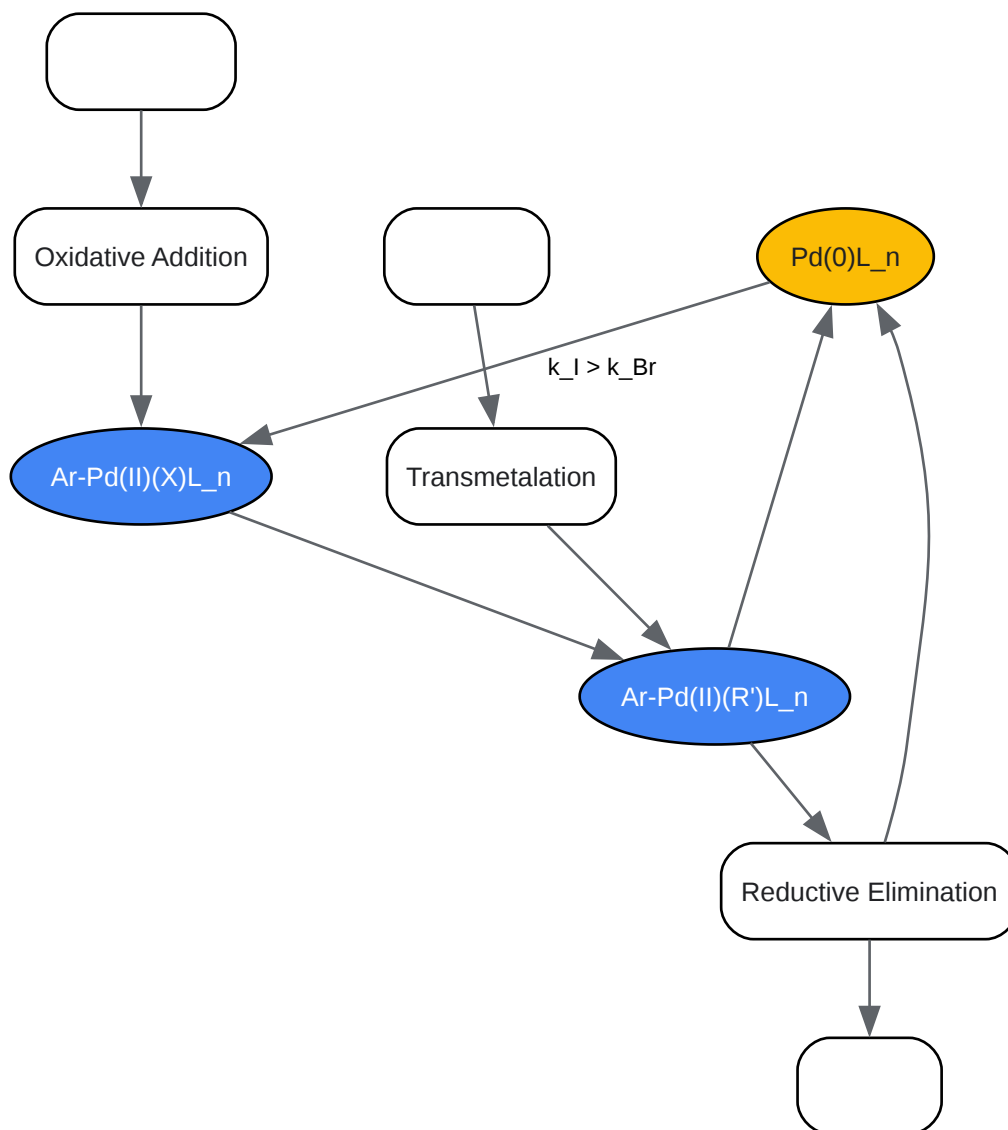 Oxidative Addition
Pd(0)L_n
k_I > k_Br
Ar-Pd(II)(X)L_n
Transmetalation
Ar-Pd(II)(R')L_n
Reductive Elimination